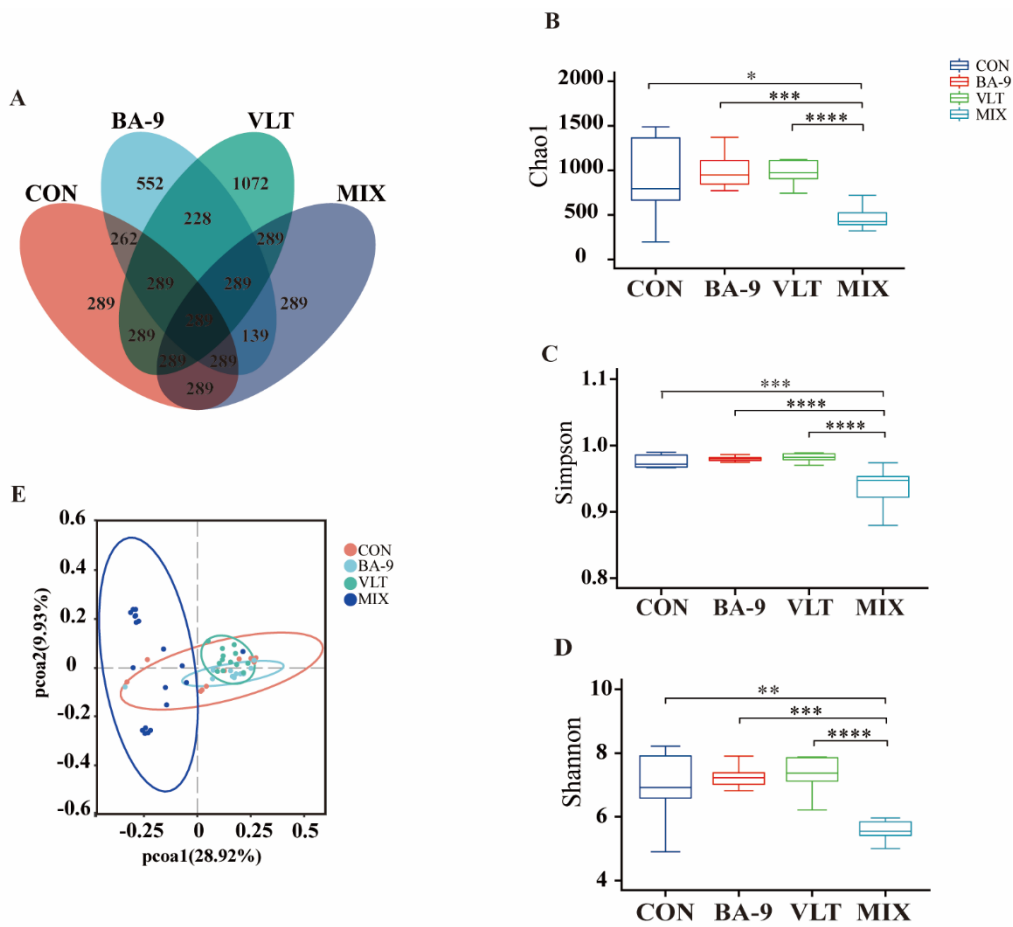 A
BA-9 VLT
CON MIX
552 1072
228
262 289
289 289
289 289 289
289 139
289 289
289
B
CON
BA-9
VLT
MIX
*
***
****
2000
1500
1000
500
0
Chao1
CON BA-9 VLT MIX
C
***
****
****
1.1
1.0
0.9
0.8
Simpson
CON BA-9 VLT MIX
E
0.6
0.4
0.2
0
-0.2
-0.4
-0.6
pcoa2(9.93%)
-0.25 0 0.25 0.5
pcoa1(28.92%)
CON
BA-9
VLT
MIX
D
**
***
****
10
8
6
4
Shannon
CON BA-9 VLT MIX